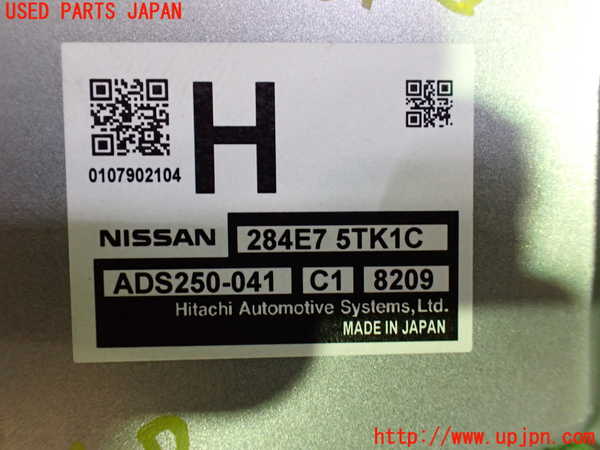 USED PARTS JAPAN
H
0107902104
NISSAN 284E7 5TK1C
ADS250-041 C1 8209
Hitachi Automotive Systems,Ltd.
MADE IN JAPAN
http://www.upjpn.com